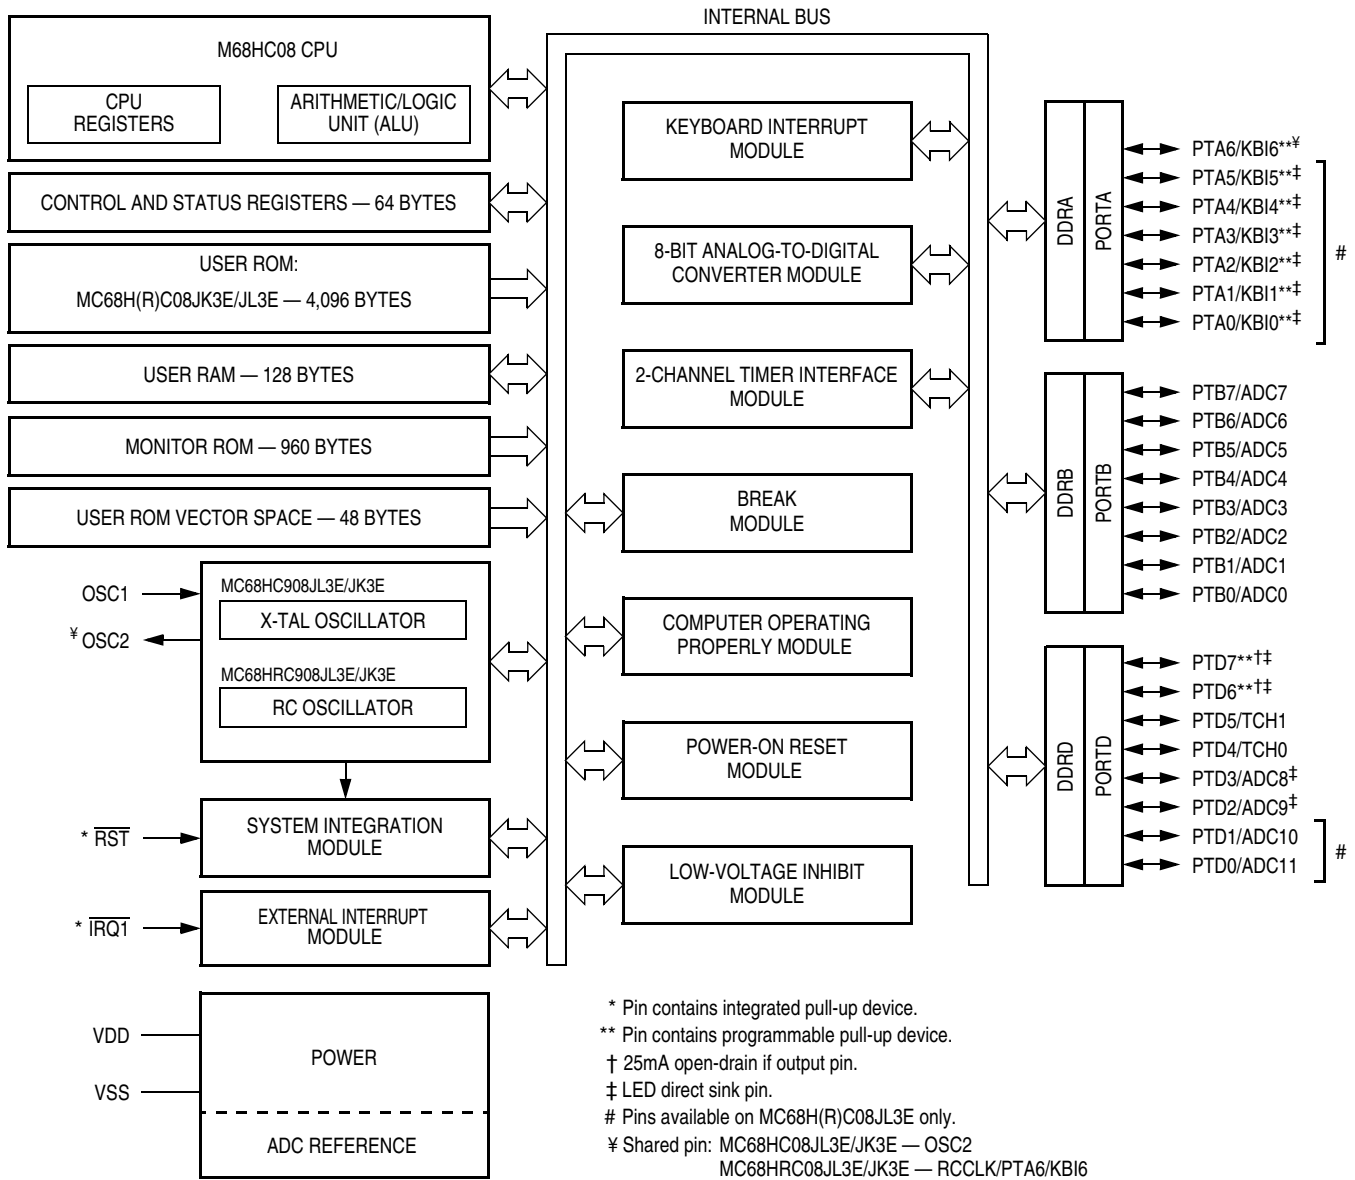 INTERNAL BUS
M68HC08 CPU
CPU
REGISTERS
ARITHMETIC/LOGIC
UNIT (ALU)
CONTROL AND STATUS REGISTERS — 64 BYTES
USER ROM:
MC68H(R)C08JK3E/JL3E — 4,096 BYTES
USER RAM — 128 BYTES
MONITOR ROM — 960 BYTES
USER ROM VECTOR SPACE — 48 BYTES
OSC1
¥ OSC2
MC68HC908JL3E/JK3E
X-TAL OSCILLATOR
MC68HRC908JL3E/JK3E
RC OSCILLATOR
* RST
SYSTEM INTEGRATION
MODULE
* IRQ1
EXTERNAL INTERRUPT
MODULE
VDD
VSS
POWER
ADC REFERENCE
KEYBOARD INTERRUPT
MODULE
8-BIT ANALOG-TO-DIGITAL
CONVERTER MODULE
2-CHANNEL TIMER INTERFACE
MODULE
BREAK
MODULE
COMPUTER OPERATING
PROPERLY MODULE
POWER-ON RESET
MODULE
LOW-VOLTAGE INHIBIT
MODULE
DDRA
PORTA
PTA6/KBI6**¥
PTA5/KBI5**‡
PTA4/KBI4**‡
PTA3/KBI3**‡
PTA2/KBI2**‡
PTA1/KBI1**‡
PTA0/KBI0**‡
#
DDRB
PORTB
PTB7/ADC7
PTB6/ADC6
PTB5/ADC5
PTB4/ADC4
PTB3/ADC3
PTB2/ADC2
PTB1/ADC1
PTB0/ADC0
DDRD
PORTD
PTD7**†‡
PTD6**†‡
PTD5/TCH1
PTD4/TCH0
PTD3/ADC8‡
PTD2/ADC9‡
PTD1/ADC10
PTD0/ADC11
#
* Pin contains integrated pull-up device.
** Pin contains programmable pull-up device.
† 25mA open-drain if output pin.
‡ LED direct sink pin.
# Pins available on MC68H(R)C08JL3E only.
¥ Shared pin: MC68HC08JL3E/JK3E — OSC2
MC68HRC08JL3E/JK3E — RCCLK/PTA6/KBI6